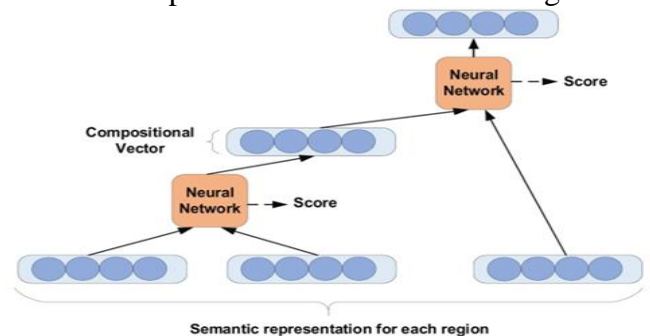 Neural
Network
Score
Compositional
Vector
Neural
Network
Score
Semantic representation for each region